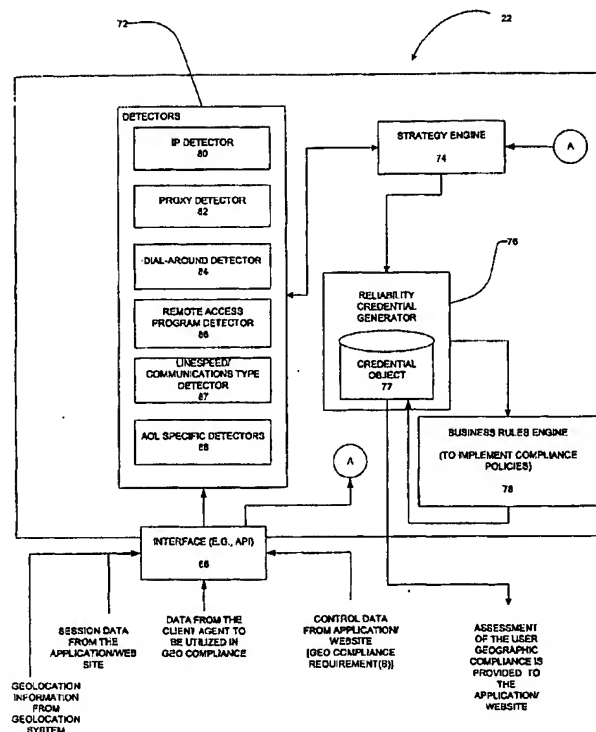 72
22
DETECTORS
IP DETECTOR
80
PROXY DETECTOR
82
DIAL-AROUND DETECTOR
84
REMOTE ACCESS
PROGRAM DETECTOR
86
LINESPEED/
COMMUNICATIONS TYPE
DETECTOR
87
AOL SPECIFIC DETECTORS
88
STRATEGY ENGINE
74
A
76
RELIABILITY
CREDENTIAL
GENERATOR
CREDENTIAL
OBJECT
77
BUSINESS RULES ENGINE
(TO IMPLEMENT COMPLIANCE
POLICIES)
78
A
INTERFACE (E.G., API)
66
SESSION DATA
FROM THE
APPLICATION/WEB
SITE
DATA FROM THE
CLIENT AGENT TO
BE UTILIZED IN
GEO COMPLIANCE
CONTROL DATA
FROM APPLICATION/
WEBSITE
[GEO COMPLIANCE
REQUIREMENT(S)]
ASSESSMENT
OF THE USER
GEOGRAPHIC
COMPLIANCE IS
PROVIDED TO
THE
APPLICATION/
WEBSITE
GEOLOCATION
INFORMATION
FROM
GEOLOCATION
SYSTEM